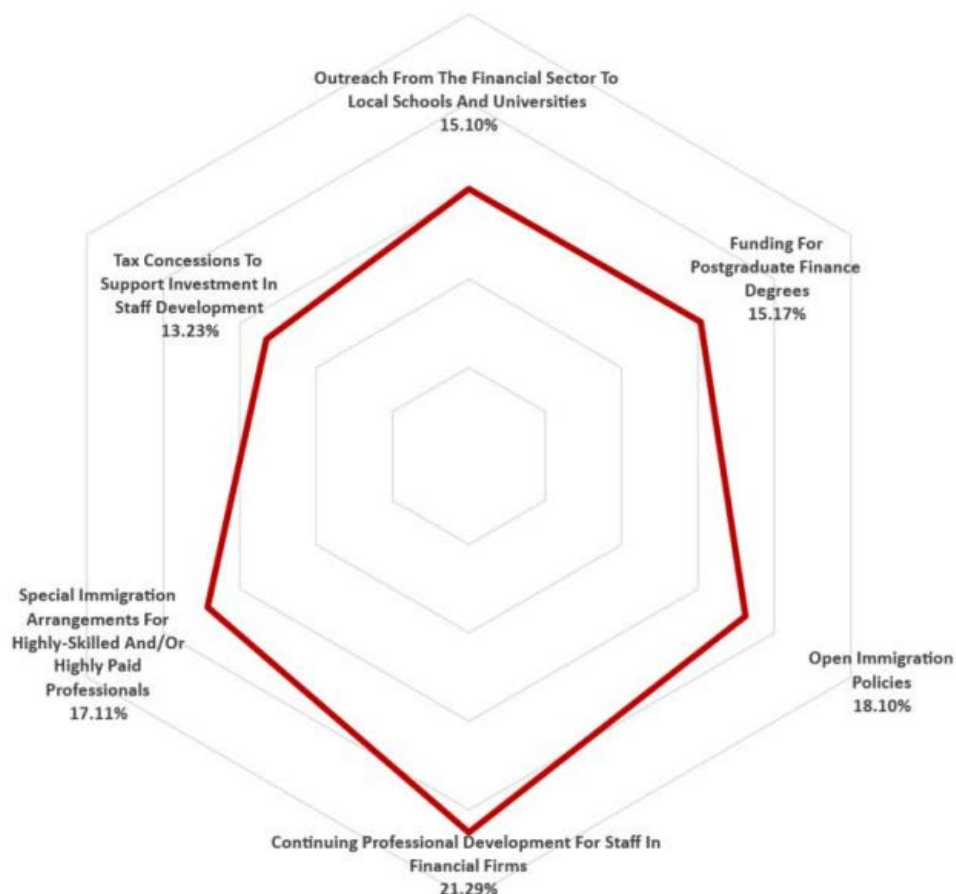 Outreach From The Financial Sector To
Local Schools And Universities
15.10%
Funding For
Postgraduate Finance
Degrees
15.17%
Tax Concessions To
Support Investment In
Staff Development
13.23%
Special Immigration
Arrangements For
Highly-Skilled And/Or
Highly Paid
Professionals
17.11%
Open Immigration
Policies
18.10%
Continuing Professional Development For Staff In
Financial Firms
21.29%